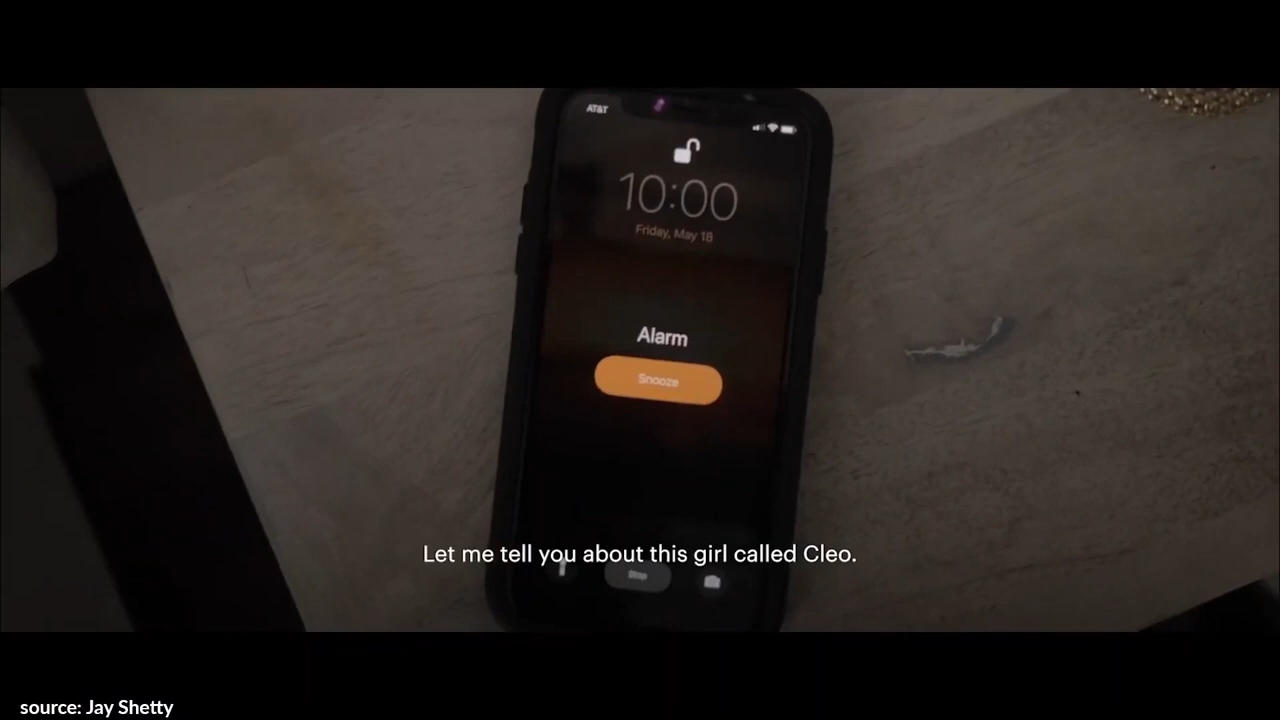 AT&T
10:00
Friday, May 18
Alarm
Snooze
Let me tell you about this girl called Cleo.
Stop
source: Jay Shetty